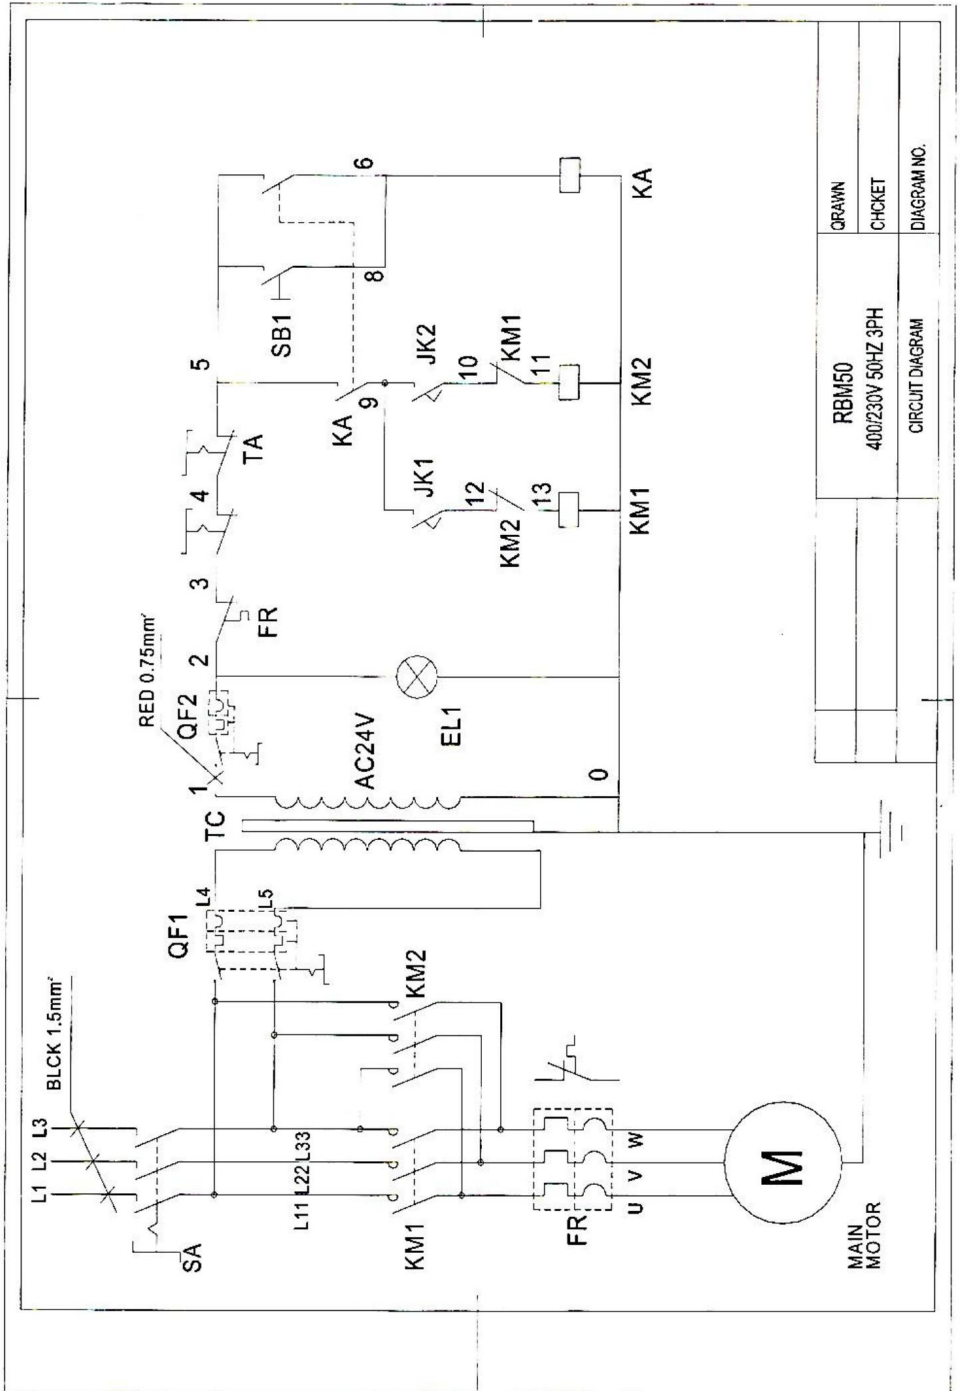 L1 L2 L3
BLCK 1.5mm²
SA
L11 L22 L33
KM1
KM2
FR
U V W
M
MAIN
MOTOR
QF1
L4
L5
TC
AC24V
0
1
RED 0.75mm²
QF2
2
EL1
3
FR
4
TA
5
KA
9
JK1
12
KM2
13
KM1
JK2
10
KM1
11
KM2
SB1
8
6
KA
RBM50
400/230V 50HZ 3PH
CIRCUIT DIAGRAM
QRAWN
CHCKET
DIAGRAM NO.